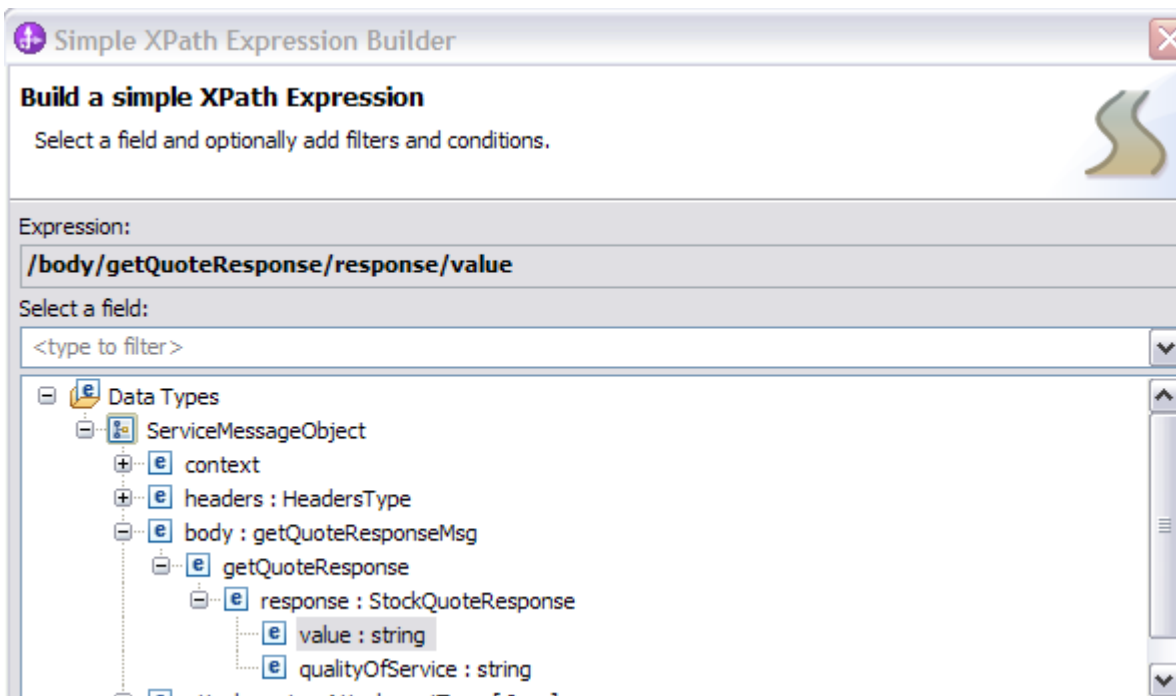 Simple XPath Expression Builder
Build a simple XPath Expression
Select a field and optionally add filters and conditions.
Expression:
/body/getQuoteResponse/response/value
Select a field:
<type to filter>
Data Types
ServiceMessageObject
e context
e headers : HeadersType
e body : getQuoteResponseMsg
e getQuoteResponse
e response : StockQuoteResponse
e value : string
e qualityOfService : string